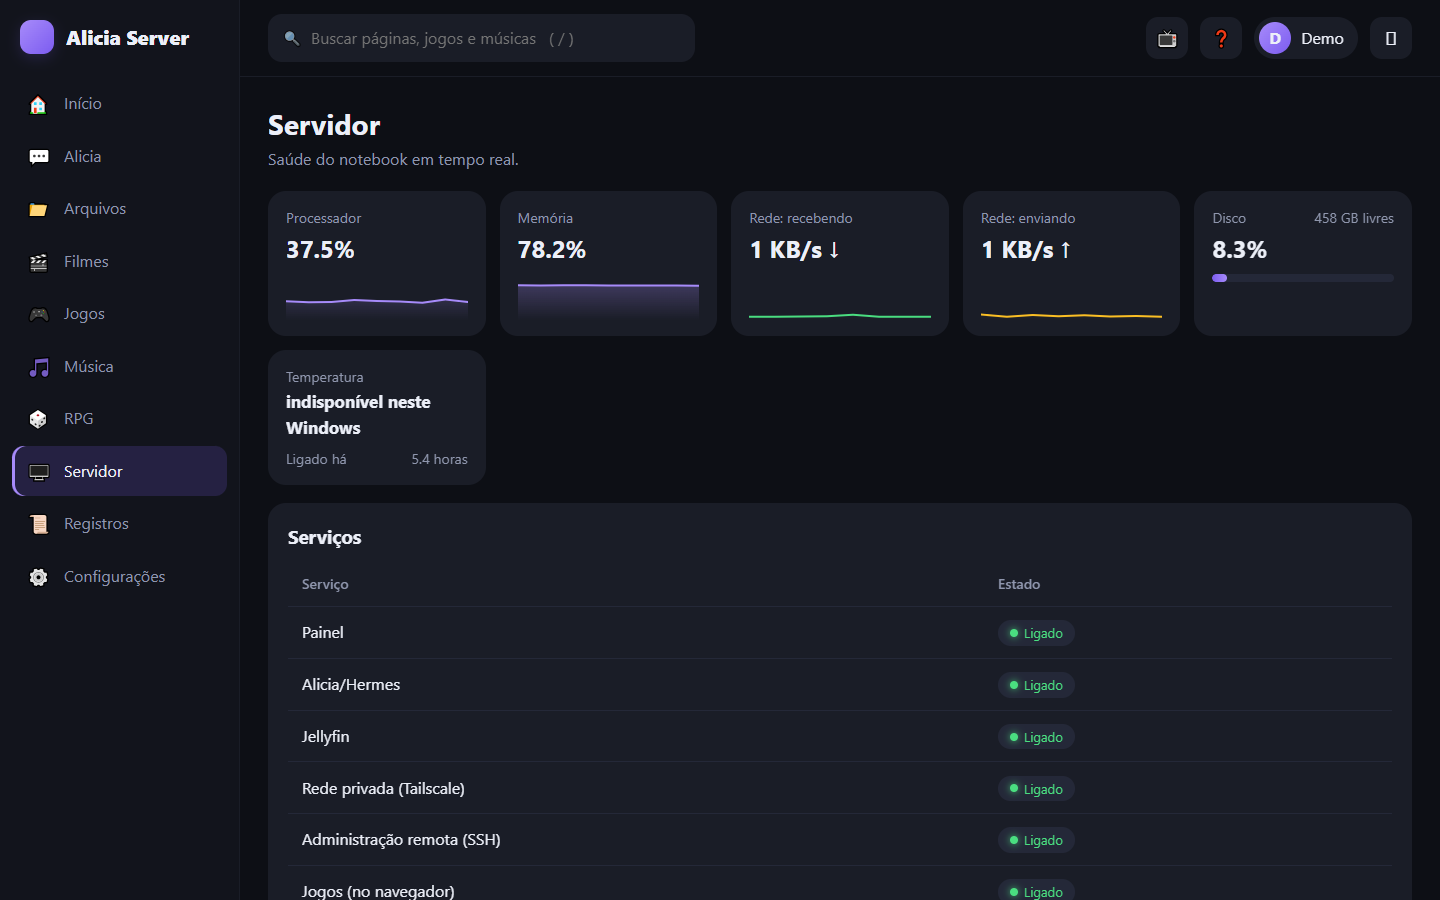 Alicia Server
Buscar páginas, jogos e músicas ( / )
D Demo
Início
Alicia
Arquivos
Filmes
Jogos
Música
RPG
Servidor
Registros
Configurações
Servidor
Saúde do notebook em tempo real.
Processador
37.5%
Memória
78.2%
Rede: recebendo
1 KB/s ↓
Rede: enviando
1 KB/s ↑
Disco 458 GB livres
8.3%
Temperatura
indisponível neste
Windows
Ligado há 5.4 horas
Serviços
Serviço Estado
Painel Ligado
Alicia/Hermes Ligado
Jellyfin Ligado
Rede privada (Tailscale) Ligado
Administração remota (SSH) Ligado
Jogos (no navegador) Ligado